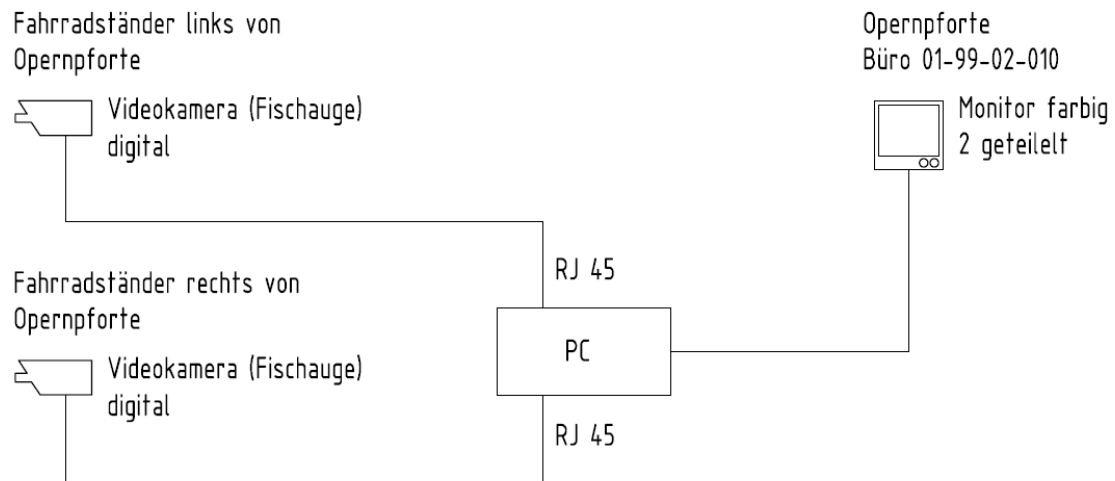 Fahrradständer links von
Opernpforte
Videokamera (Fischauge)
digital
Opernpforte
Büro 01-99-02-010
Monitor farbig
2 geteilelt
RJ 45
Fahrradständer rechts von
Opernpforte
Videokamera (Fischauge)
digital
PC
RJ 45